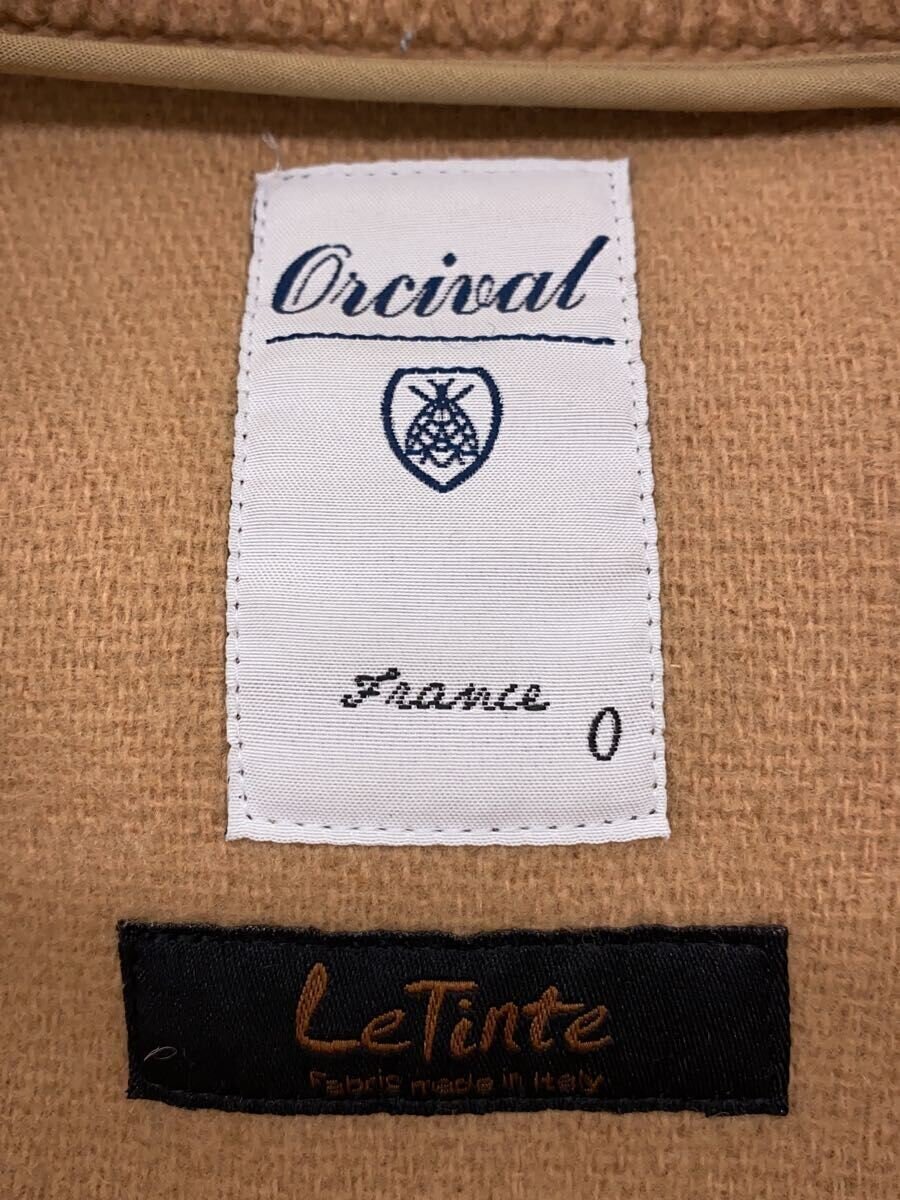 Orcival
France
0
LeTinte
Fabric made in Italy